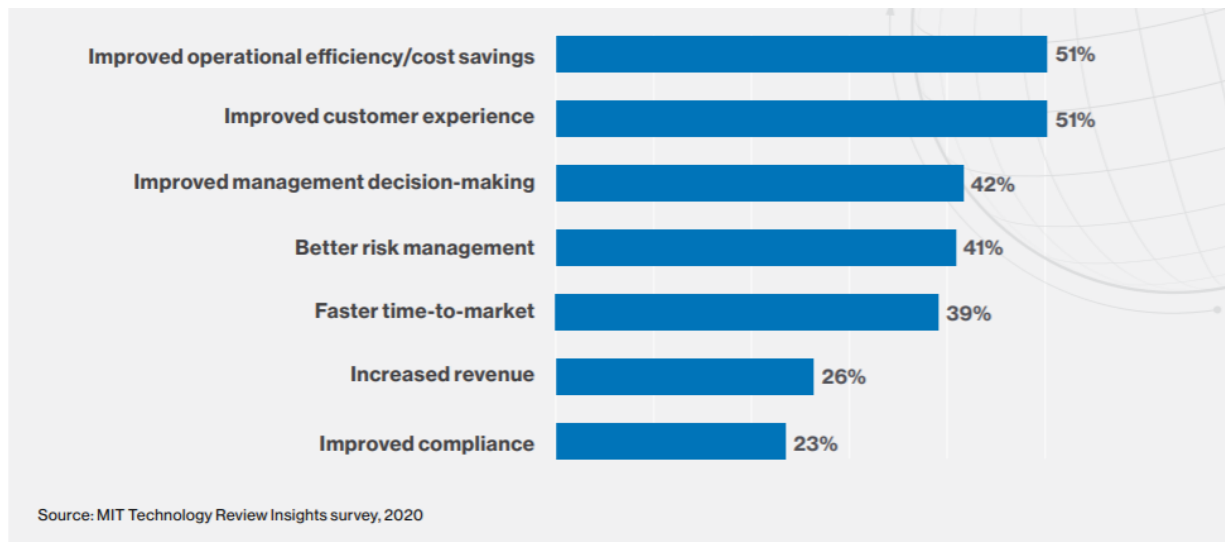 Improved operational efficiency/cost savings 51%
Improved customer experience 51%
Improved management decision-making 42%
Better risk management 41%
Faster time-to-market 39%
Increased revenue 26%
Improved compliance 23%
Source: MIT Technology Review Insights survey, 2020